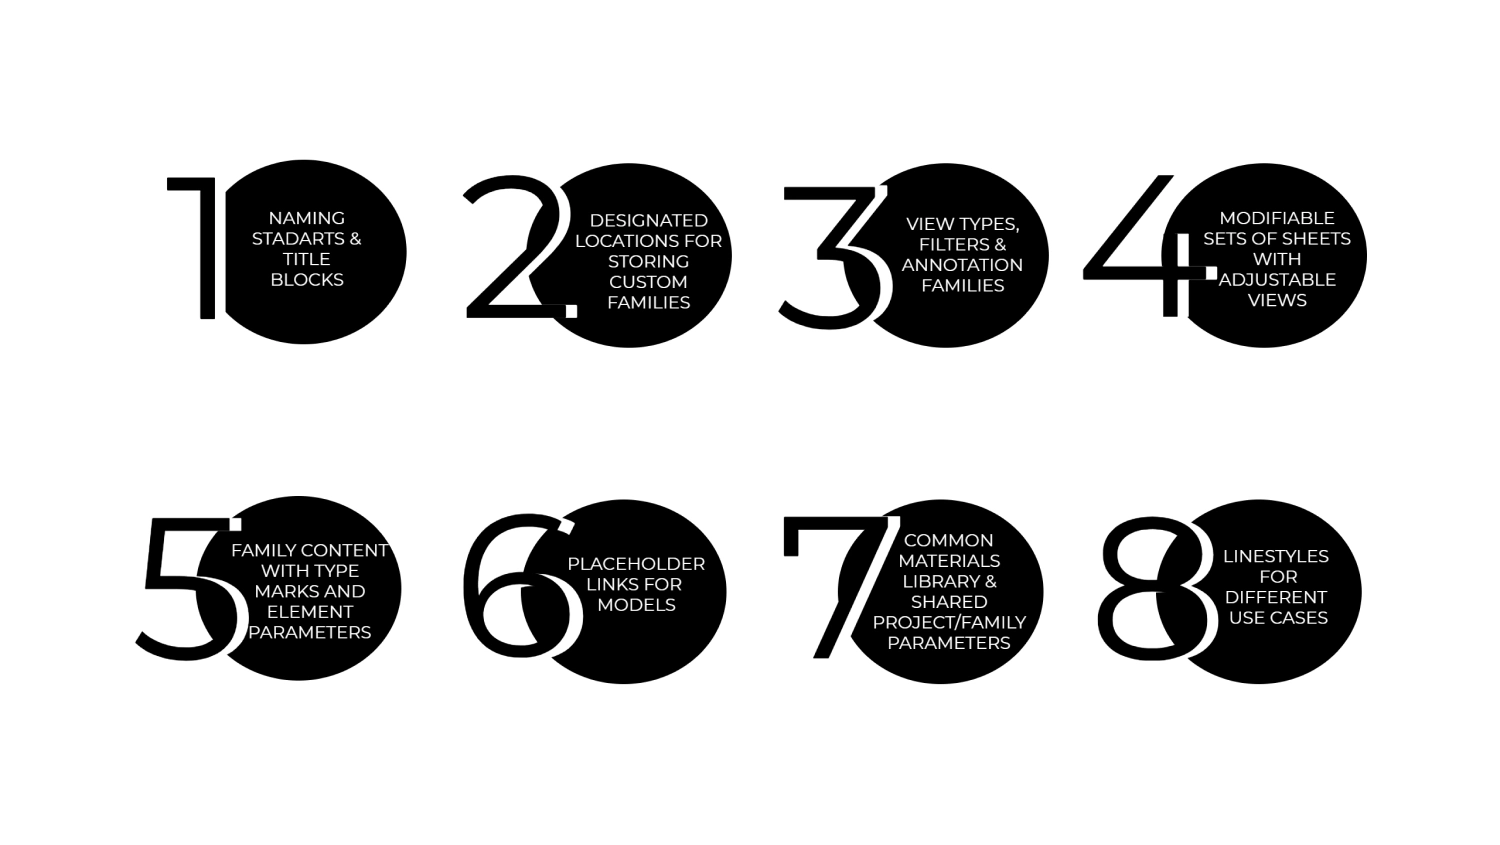 1
NAMING
STADARTS &
TITLE
BLOCKS
2
DESIGNATED
LOCATIONS FOR
STORING
CUSTOM
FAMILIES
3
VIEW TYPES,
FILTERS &
ANNOTATION
FAMILIES
4
MODIFIABLE
SETS OF SHEETS
WITH
ADJUSTABLE
VIEWS
5
FAMILY CONTENT
WITH TYPE
MARKS AND
ELEMENT
PARAMETERS
6
PLACEHOLDER
LINKS FOR
MODELS
7
COMMON
MATERIALS
LIBRARY &
SHARED
PROJECT/FAMILY
PARAMETERS
8
LINESTYLES
FOR
DIFFERENT
USE CASES